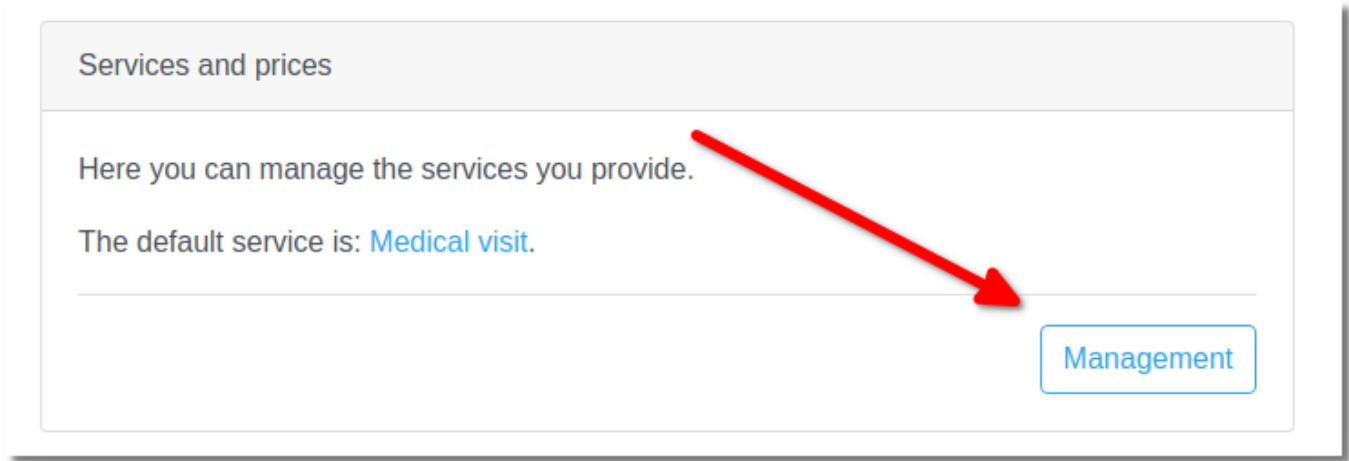 Services and prices
Here you can manage the services you provide.
The default service is: Medical visit.
Management